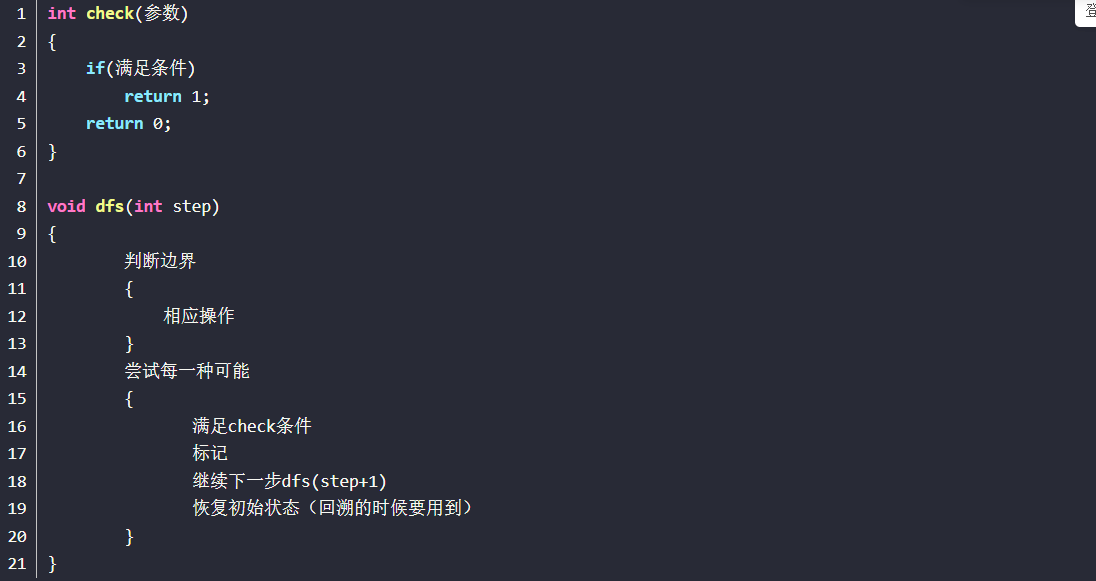 1 int check(参数)
2 {
3     if(满足条件)
4         return 1;
5     return 0;
6 }
7
8 void dfs(int step)
9 {
10         判断边界
11         {
12             相应操作
13         }
14         尝试每一种可能
15         {
16                满足check条件
17                标记
18                继续下一步dfs(step+1)
19                恢复初始状态（回溯的时候要用到）
20         }
21 }